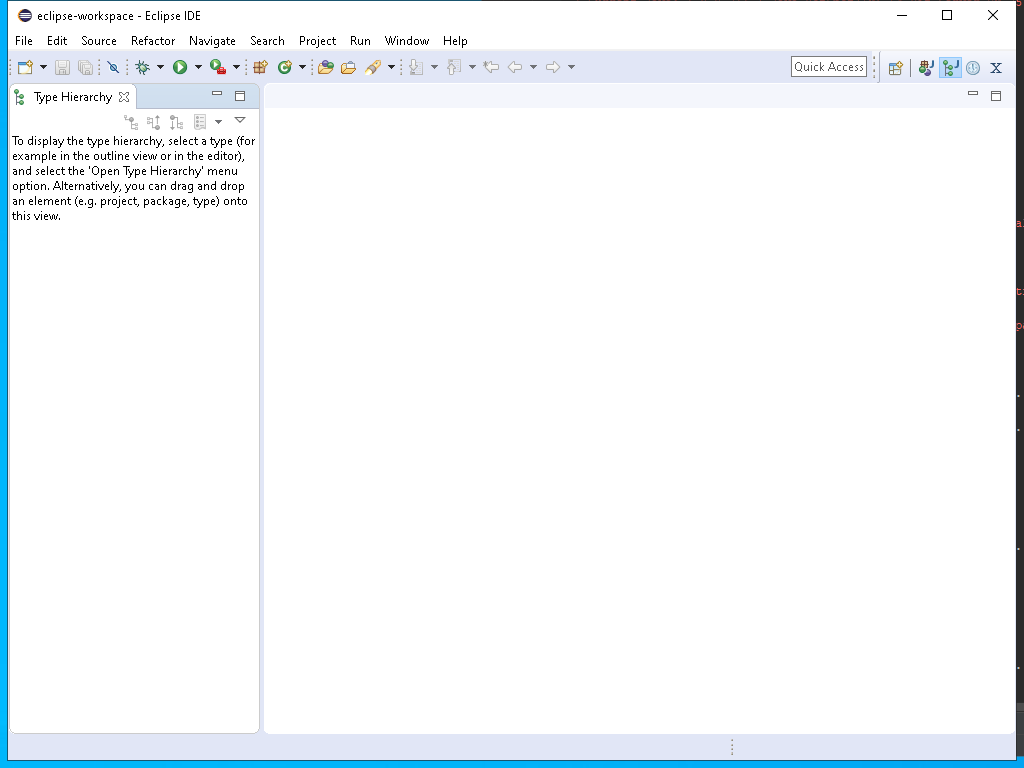 eclipse-workspace - Eclipse IDE
File Edit Source Refactor Navigate Search Project Run Window Help
Quick Access
Type Hierarchy
To display the type hierarchy, select a type (for
example in the outline view or in the editor),
and select the 'Open Type Hierarchy' menu
option. Alternatively, you can drag and drop
an element (e.g. project, package, type) onto
this view.